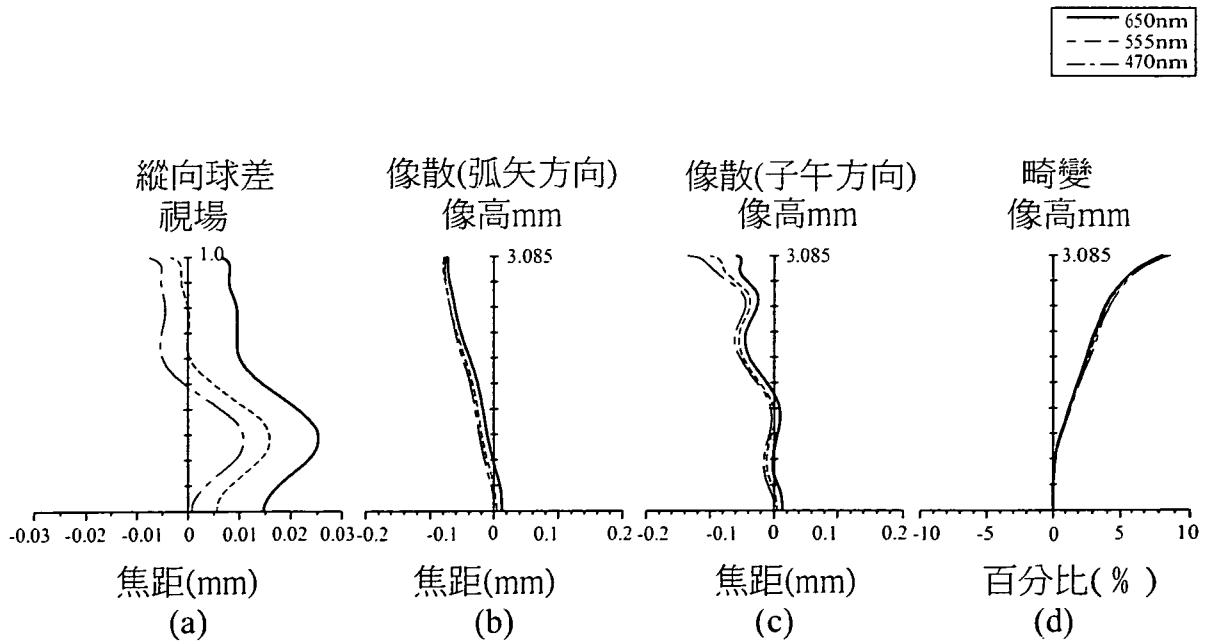 650nm
555nm
470nm
縱向球差
視場
像散(弧矢方向)
像高mm
像散(子午方向)
像高mm
畸變
像高mm
1.0
3.085
3.085
3.085
-0.03 -0.02 -0.01 0 0.01 0.02 0.03
-0.2 -0.1 0 0.1 0.2
-0.2 -0.1 0 0.1 0.2
-10 -5 0 5 10
焦距(mm)
焦距(mm)
焦距(mm)
百分比( % )
(a)
(b)
(c)
(d)